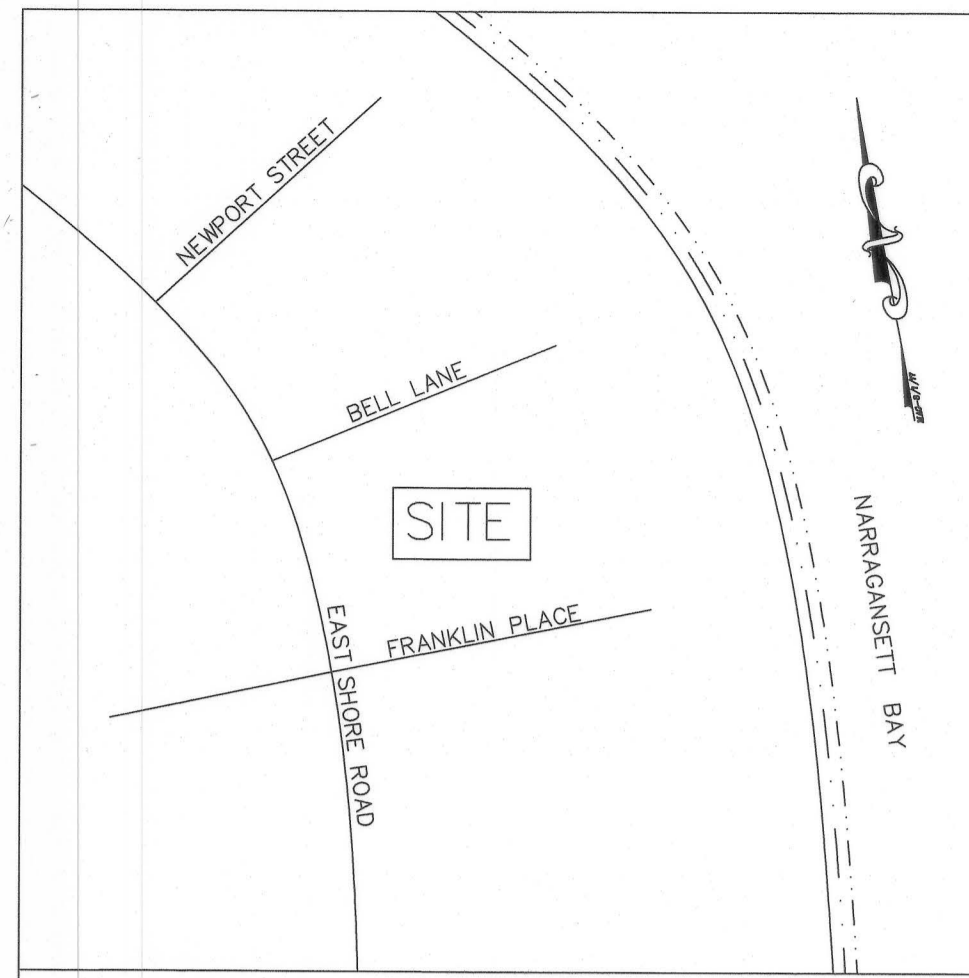 NEWPORT STREET
BELL LANE
SITE
NARRAGANSETT BAY
FRANKLIN PLACE
EAST SHORE ROAD